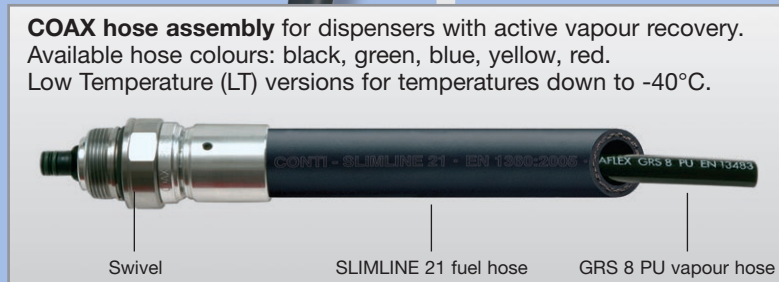 COAX hose assembly for dispensers with active vapour recovery.
Available hose colours: black, green, blue, yellow, red.
Low Temperature (LT) versions for temperatures down to -40°C.
CONTI - SLIMLINE 21 · EN 1360:2005 ·
AFLEX GRS 8 PU EN 13483
Swivel
SLIMLINE 21 fuel hose
GRS 8 PU vapour hose